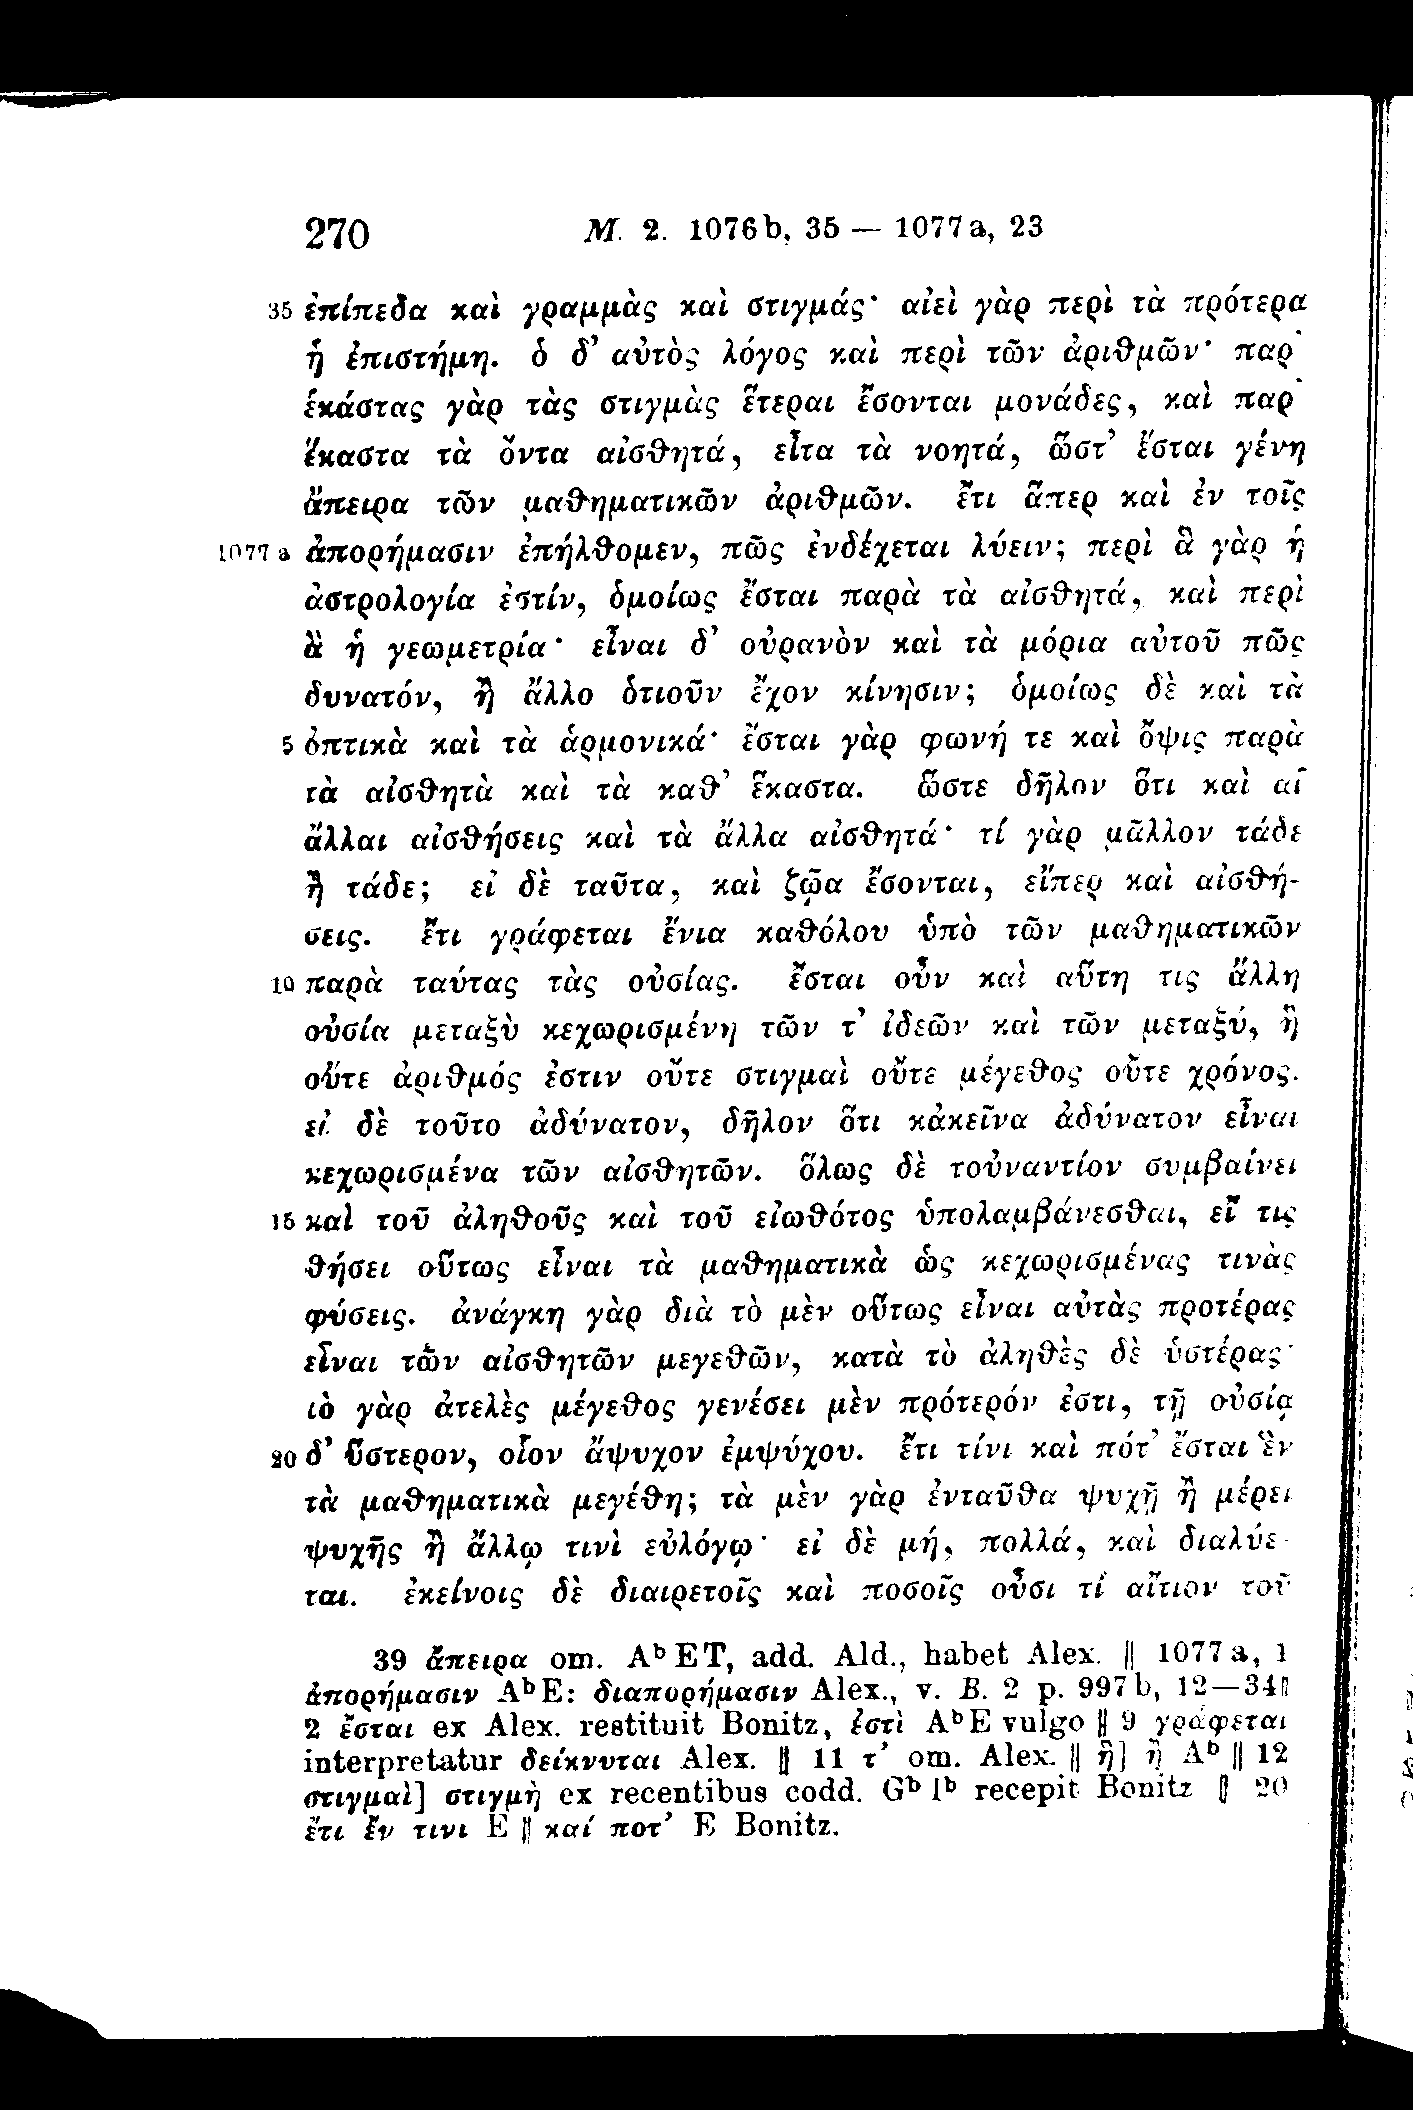 270 M. 2. 1076 b, 35 — 1077 a, 23
35 ἐπίπεδα καὶ γραμμὰς καὶ στιγμάς· αἰεὶ γὰρ περὶ τὰ πρότερα
ἡ ἐπιστήμη. ὁ δ’ αὐτὸς λόγος καὶ περὶ τῶν ἀριθμῶν· παρ’
ἑκάστας γὰρ τὰς στιγμὰς ἕτεραι ἔσονται μονάδες, καὶ παρ’
ἕκαστα τὰ ὄντα αἰσθητά, εἶτα τὰ νοητά, ὥστ’ ἔσται γένη
ἄπειρα τῶν μαθηματικῶν ἀριθμῶν. ἔτι ἅπερ καὶ ἐν τοῖς
1077 a ἀπορήμασιν ἐπήλθομεν, πῶς ἐνδέχεται λύειν; περὶ ἃ γὰρ ἡ
ἀστρολογία ἐστίν, ὁμοίως ἔσται παρὰ τὰ αἰσθητά, καὶ περὶ
ἃ ἡ γεωμετρία· εἶναι δ’ οὐρανὸν καὶ τὰ μόρια αὐτοῦ πῶς
δυνατόν, ἢ ἄλλο ὁτιοῦν ἔχον κίνησιν; ὁμοίως δὲ καὶ τὰ
5 ὀπτικὰ καὶ τὰ ἁρμονικά· ἔσται γὰρ φωνή τε καὶ ὄψις παρὰ
τὰ αἰσθητὰ καὶ τὰ καθ’ ἕκαστα. ὥστε δῆλον ὅτι καὶ αἱ
ἄλλαι αἰσθήσεις καὶ τὰ ἄλλα αἰσθητά· τί γὰρ μᾶλλον τάδε
ἢ τάδε; εἰ δὲ ταῦτα, καὶ ζῷα ἔσονται, εἴπερ καὶ αἰσθή-
σεις. ἔτι γράφεται ἔνια καθόλου ὑπὸ τῶν μαθηματικῶν
10 παρὰ ταύτας τὰς οὐσίας. ἔσται οὖν καὶ αὕτη τις ἄλλη
οὐσία μεταξὺ κεχωρισμένη τῶν τ’ ἰδεῶν καὶ τῶν μεταξύ, ἣ
οὔτε ἀριθμός ἐστιν οὔτε στιγμαὶ οὔτε μέγεθος οὔτε χρόνος.
εἰ δὲ τοῦτο ἀδύνατον, δῆλον ὅτι κἀκεῖνα ἀδύνατον εἶναι
κεχωρισμένα τῶν αἰσθητῶν. ὅλως δὲ τοὐναντίον συμβαίνει
15 καὶ τοῦ ἀληθοῦς καὶ τοῦ εἰωθότος ὑπολαμβάνεσθαι, εἴ τις
θήσει οὕτως εἶναι τὰ μαθηματικὰ ὡς κεχωρισμένας τινὰς
φύσεις. ἀνάγκη γὰρ διὰ τὸ μὲν οὕτως εἶναι αὐτὰς προτέρας
εἶναι τῶν αἰσθητῶν μεγεθῶν, κατὰ τὸ ἀληθὲς δὲ ὑστέρας·
τὸ γὰρ ἀτελὲς μέγεθος γενέσει μὲν πρότερόν ἐστι, τῇ οὐσίᾳ
20 δ’ ὕστερον, οἷον ἄψυχον ἐμψύχου. ἔτι τίνι καὶ πότ’ ἔσται ἓν
τὰ μαθηματικὰ μεγέθη; τὰ μὲν γὰρ ἐνταῦθα ψυχῇ ἢ μέρει
ψυχῆς ἢ ἄλλῳ τινὶ εὐλόγῳ· εἰ δὲ μή, πολλά, καὶ διαλύε-
ται. ἐκείνοις δὲ διαιρετοῖς καὶ ποσοῖς οὖσι τί αἴτιον τοῦ
39 ἄπειρα om. AᵇET, add. Ald., habet Alex. || 1077 a, 1
ἀπορήμασιν AᵇE: διαπορήμασιν Alex., v. B. 2 p. 997 b, 12—34 ||
2 ἔσται ex Alex. restituit Bonitz, ἐστὶ AᵇE vulgo || 9 γράφεται
interpretatur δείκνυται Alex. || 11 τ’ om. Alex. || ἣ] ἢ Aᵇ || 12
στιγμαὶ] στιγμὴ ex recentibus codd. Gᵇ Iᵇ recepit Bonitz || 20
ἔτι ἔν τινι E || καί ποτ’ E Bonitz.